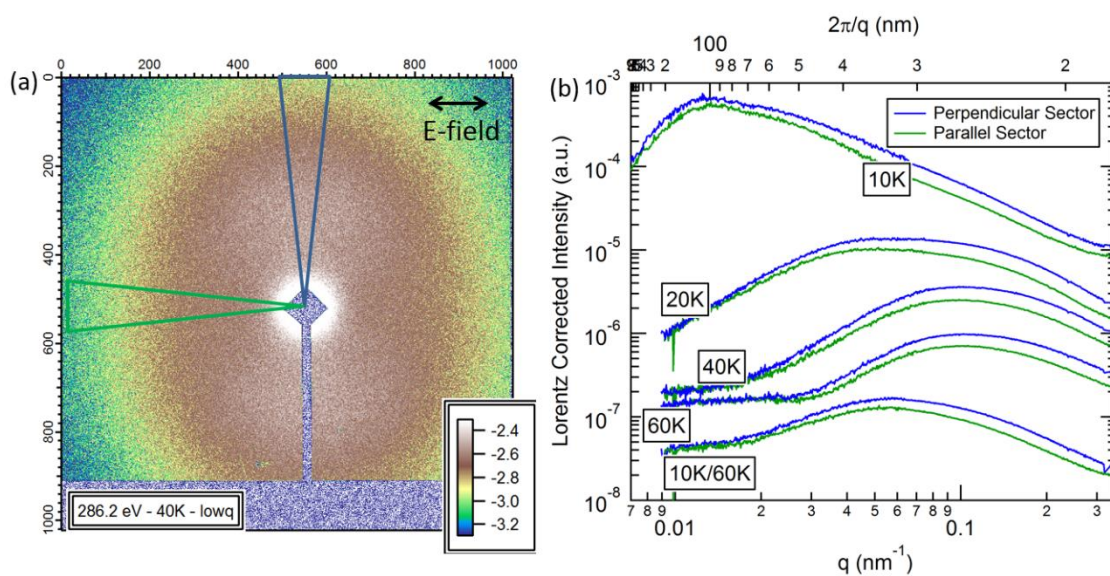 (a)
0 200 400 600 800 1000
0
200
400
600
800
1000
E-field
286.2 eV - 40K - lowq
-2.4
-2.6
-2.8
-3.0
-3.2
(b)
2π/q (nm)
100
4 3 2 9 8 7 6 5 4 3 2
Lorentz Corrected Intensity (a.u.)
10-3
10-4
10-5
10-6
10-7
10-8
Perpendicular Sector
Parallel Sector
10K
20K
40K
60K
10K/60K
7 8 9 2 3 4 5 6 7 8 9 2 3
0.01 0.1
q (nm-1)